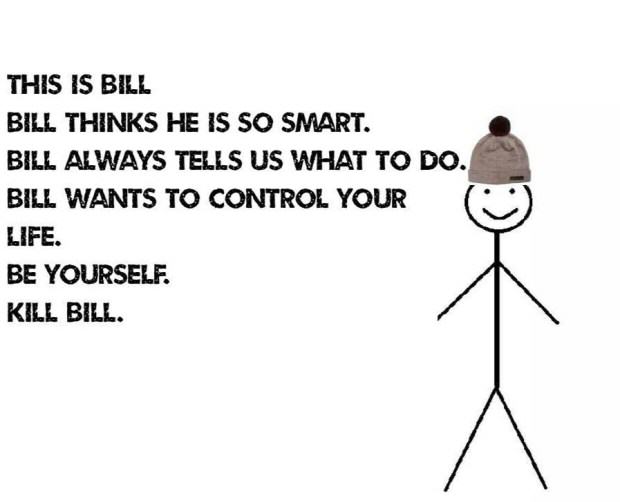 THIS IS BILL
BILL THINKS HE IS SO SMART.
BILL ALWAYS TELLS US WHAT TO DO.
BILL WANTS TO CONTROL YOUR
LIFE.
BE YOURSELF.
KILL BILL.